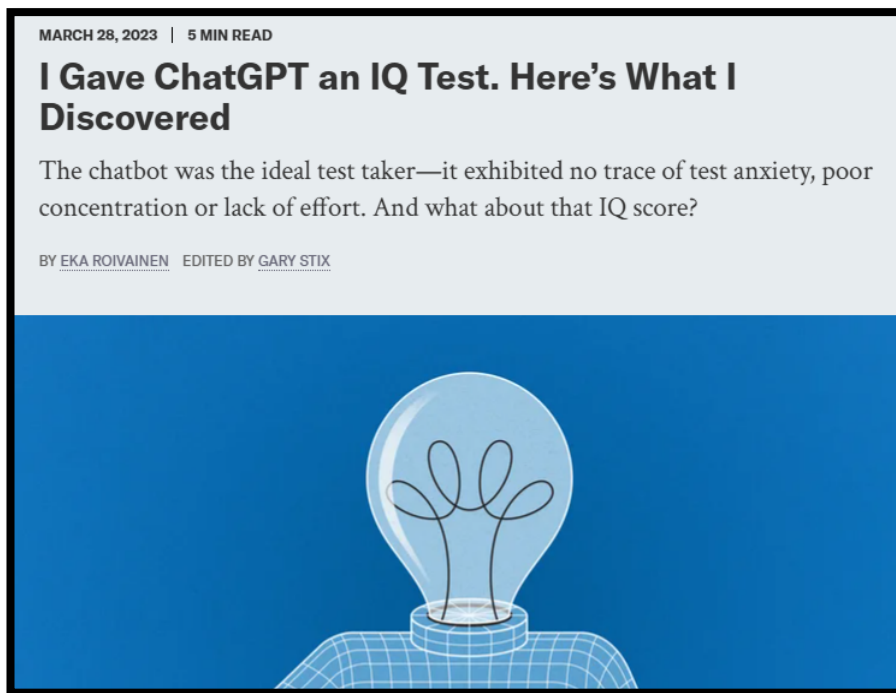 MARCH 28, 2023 | 5 MIN READ
I Gave ChatGPT an IQ Test. Here’s What I
Discovered
The chatbot was the ideal test taker—it exhibited no trace of test anxiety, poor
concentration or lack of effort. And what about that IQ score?
BY EKA ROIVAINEN EDITED BY GARY STIX